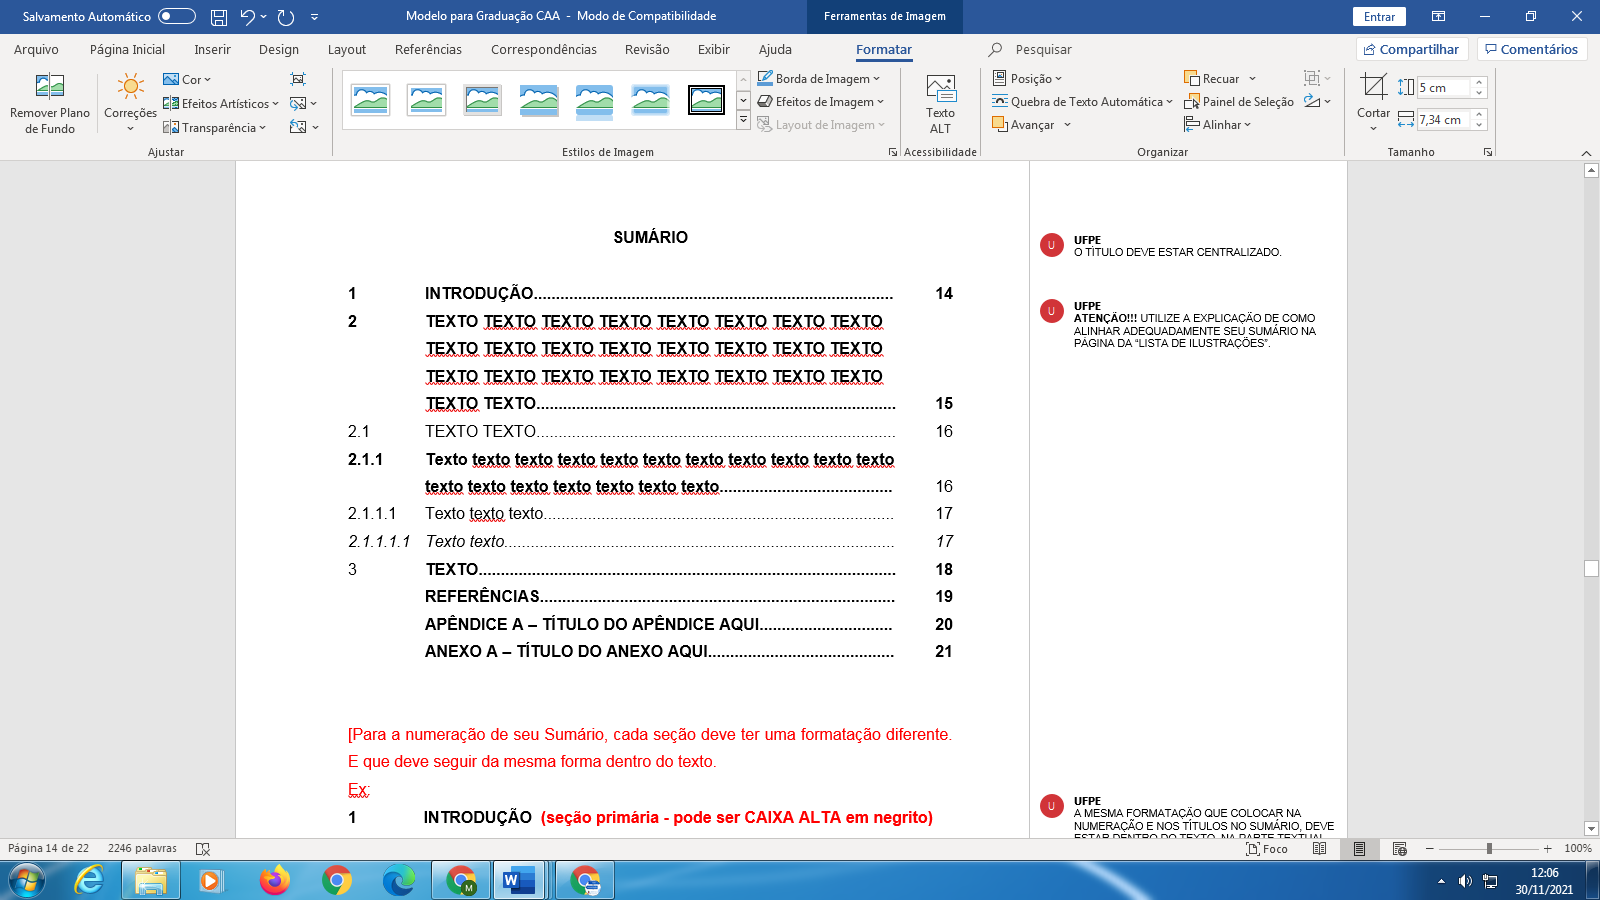 Salvamento Automático
Modelo para Graduação CAA - Modo de Compatibilidade
Ferramentas de Imagem
Entrar
Arquivo Página Inicial Inserir Design Layout Referências Correspondências Revisão Exibir Ajuda Formatar Pesquisar Compartilhar Comentários
Remover Plano de Fundo
Correções
Cor
Efeitos Artísticos
Transparência
Ajustar
Estilos de Imagem
Borda de Imagem
Efeitos de Imagem
Layout de Imagem
Texto ALT
Acessibilidade
Posição
Quebra de Texto Automática
Avançar
Recuar
Painel de Seleção
Alinhar
Organizar
Cortar
5 cm
7,34 cm
Tamanho
SUMÁRIO
1 INTRODUÇÃO................................................................................ 14
2 TEXTO TEXTO TEXTO TEXTO TEXTO TEXTO TEXTO TEXTO
TEXTO TEXTO TEXTO TEXTO TEXTO TEXTO TEXTO TEXTO
TEXTO TEXTO TEXTO TEXTO TEXTO TEXTO TEXTO TEXTO
TEXTO TEXTO................................................................................ 15
2.1 TEXTO TEXTO................................................................................ 16
2.1.1 Texto texto texto texto texto texto texto texto texto texto texto
texto texto texto texto texto texto texto....................................... 16
2.1.1.1 Texto texto texto.............................................................................. 17
2.1.1.1.1 Texto texto....................................................................................... 17
3 TEXTO............................................................................................. 18
REFERÊNCIAS............................................................................... 19
APÊNDICE A – TÍTULO DO APÊNDICE AQUI.............................. 20
ANEXO A – TÍTULO DO ANEXO AQUI.......................................... 21
[Para a numeração de seu Sumário, cada seção deve ter uma formatação diferente.
E que deve seguir da mesma forma dentro do texto.
Ex:
1 INTRODUÇÃO (seção primária - pode ser CAIXA ALTA em negrito)
U
UFPE
O TÍTULO DEVE ESTAR CENTRALIZADO.
U
UFPE
ATENÇÃO!!! UTILIZE A EXPLICAÇÃO DE COMO
ALINHAR ADEQUADAMENTE SEU SUMÁRIO NA
PÁGINA DA “LISTA DE ILUSTRAÇÕES”.
U
UFPE
A MESMA FORMATAÇÃO QUE COLOCAR NA
NUMERAÇÃO E NOS TÍTULOS NO SUMÁRIO, DEVE
ESTAR DENTRO DO TEXTO, NA PARTE TEXTUAL
Página 14 de 22 2246 palavras Foco 100%
M
W
12:06
30/11/2021